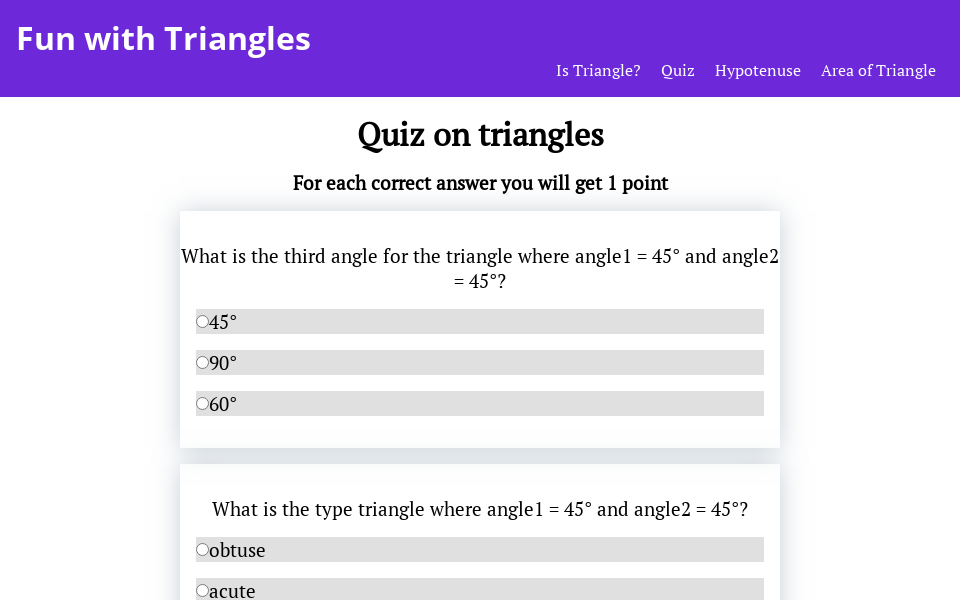 Fun with Triangles
Is Triangle? Quiz Hypotenuse Area of Triangle
Quiz on triangles
For each correct answer you will get 1 point
What is the third angle for the triangle where angle1 = 45° and angle2
= 45°?
45°
90°
60°
What is the type triangle where angle1 = 45° and angle2 = 45°?
obtuse
acute